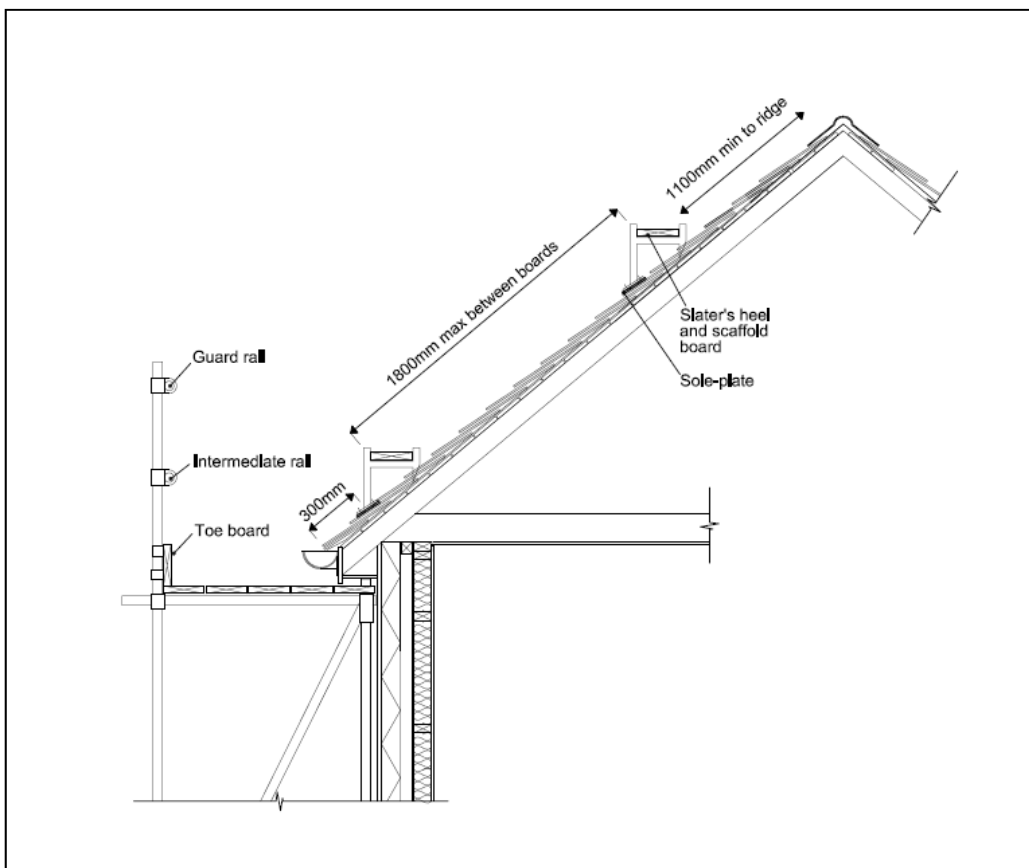 1100mm min to ridge
1800mm max between boards
Slater's heel
and scaffold
board
Sole-plate
Guard rail
Intermediate rail
300mm
Toe board